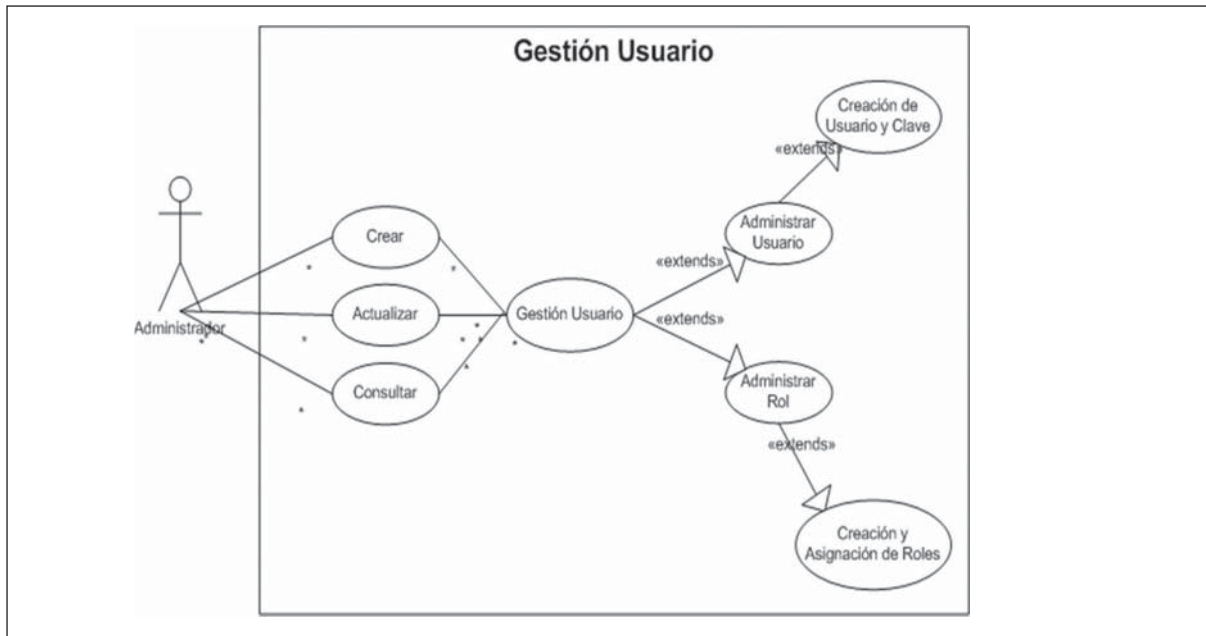 Gestión Usuario
Creación de
Usuario y Clave
«extends»
Administrar
Usuario
Crear
«extends»
*
*
Actualizar
Gestión Usuario
«extends»
Administrador
*
*
*
*
*
*
*
*
Consultar
Administrar
Rol
*
«extends»
Creación y
Asignación de Roles